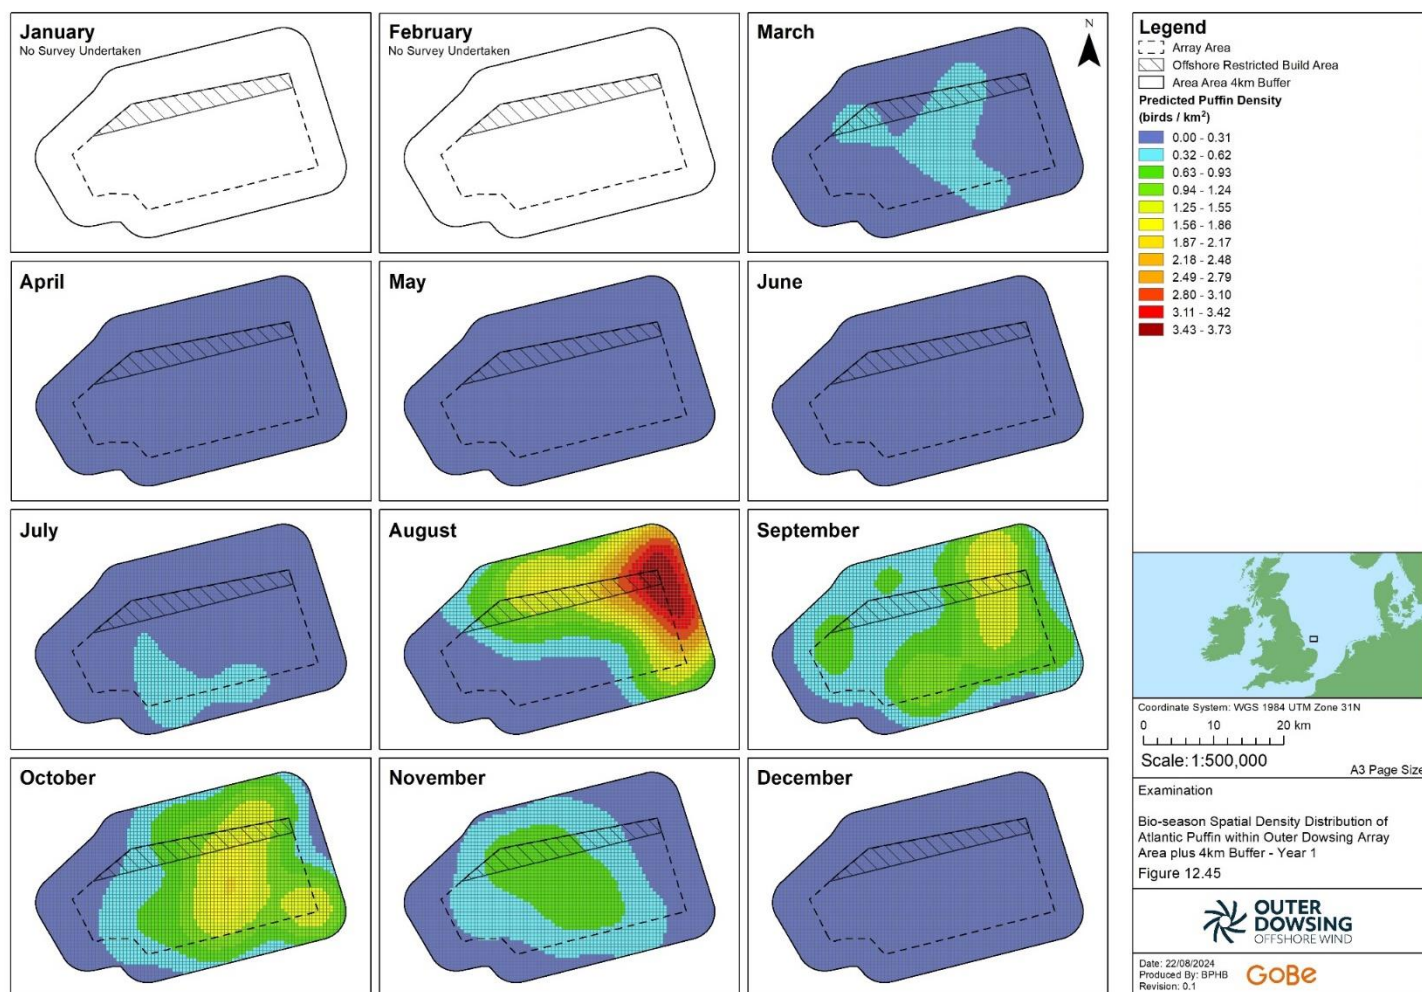 January
No Survey Undertaken
February
No Survey Undertaken
March
N
April
May
June
July
August
September
October
November
December
Legend
Array Area
Offshore Restricted Build Area
Area Area 4km Buffer
Predicted Puffin Density
(birds / km²)
0.00 - 0.31
0.32 - 0.62
0.63 - 0.93
0.94 - 1.24
1.25 - 1.55
1.56 - 1.86
1.87 - 2.17
2.18 - 2.48
2.49 - 2.79
2.80 - 3.10
3.11 - 3.42
3.43 - 3.73
Coordinate System: WGS 1984 UTM Zone 31N
0 10 20 km
Scale: 1:500,000
A3 Page Size
Examination
Bio-season Spatial Density Distribution of
Atlantic Puffin within Outer Dowsing Array
Area plus 4km Buffer - Year 1
Figure 12.45
OUTER
DOWSING
OFFSHORE WIND
Date: 22/08/2024
Produced By: BPHB
Revision: 0.1
GoBe